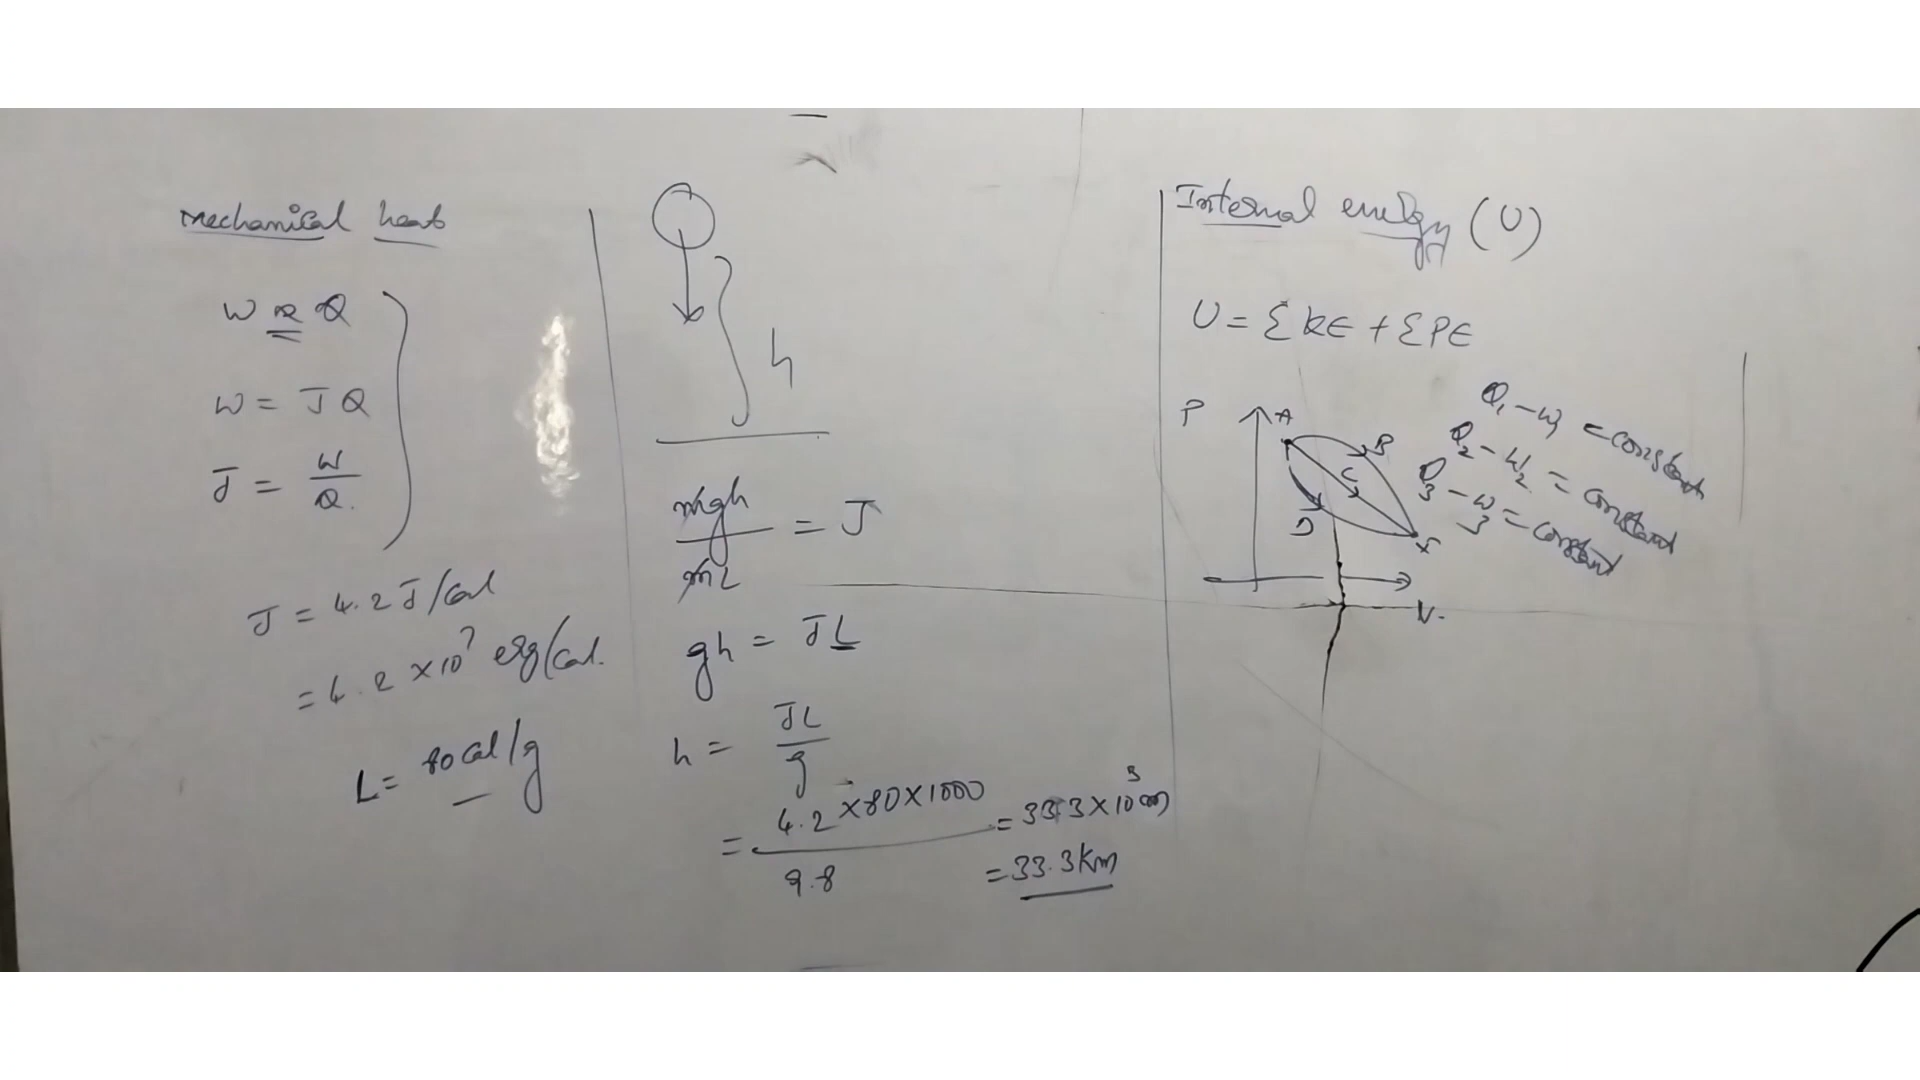 Mechanical heat
W ∝ Q
W = JQ
J = W/Q.
J = 4.2 J/Cal
= 4.2 × 10⁷ erg/Cal.
L = 80 cal/g
h
mgh/mL = J
gh = JL
h = JL/g
= 4.2 × 80 × 1000 / 9.8 = 33.3 × 10³ m
= 33.3 Km
Internal energy (U)
U = Σ KE + Σ PE
P
A
B
C
D
V.
Q₁ - W₁ = constant
Q₂ - W₂ = constant
Q₃ - W₃ = constant